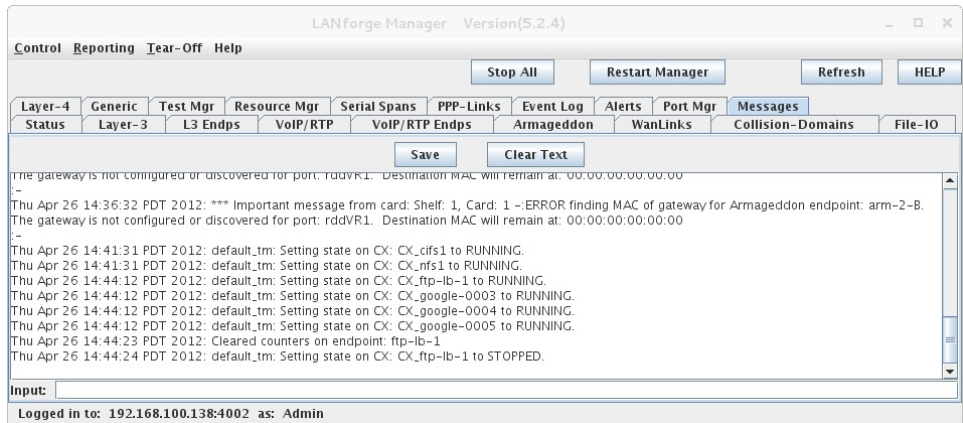 LANforge Manager Version(5.2.4)
Control Reporting Tear-Off Help
Stop All Restart Manager Refresh HELP
Layer-4 Generic Test Mgr Resource Mgr Serial Spans PPP-Links Event Log Alerts Port Mgr Messages
Status Layer-3 L3 Endps VoIP/RTP VoIP/RTP Endps Armageddon WanLinks Collision-Domains File-IO
Save Clear Text
The gateway is not configured or discovered for port: rddVR1. Destination MAC will remain at: 00:00:00:00:00:00
:-
Thu Apr 26 14:36:32 PDT 2012: *** Important message from card: Shelf: 1, Card: 1 -:ERROR finding MAC of gateway for Armageddon endpoint: arm-2-B.
The gateway is not configured or discovered for port: rddVR1. Destination MAC will remain at: 00:00:00:00:00:00
:-
Thu Apr 26 14:41:31 PDT 2012: default_tm: Setting state on CX: CX_cifs1 to RUNNING.
Thu Apr 26 14:41:31 PDT 2012: default_tm: Setting state on CX: CX_nfs1 to RUNNING.
Thu Apr 26 14:44:12 PDT 2012: default_tm: Setting state on CX: CX_ftp-lb-1 to RUNNING.
Thu Apr 26 14:44:12 PDT 2012: default_tm: Setting state on CX: CX_google-0003 to RUNNING.
Thu Apr 26 14:44:12 PDT 2012: default_tm: Setting state on CX: CX_google-0004 to RUNNING.
Thu Apr 26 14:44:12 PDT 2012: default_tm: Setting state on CX: CX_google-0005 to RUNNING.
Thu Apr 26 14:44:23 PDT 2012: Cleared counters on endpoint: ftp-lb-1
Thu Apr 26 14:44:24 PDT 2012: default_tm: Setting state on CX: CX_ftp-lb-1 to STOPPED.
Input:
Logged in to: 192.168.100.138:4002 as: Admin